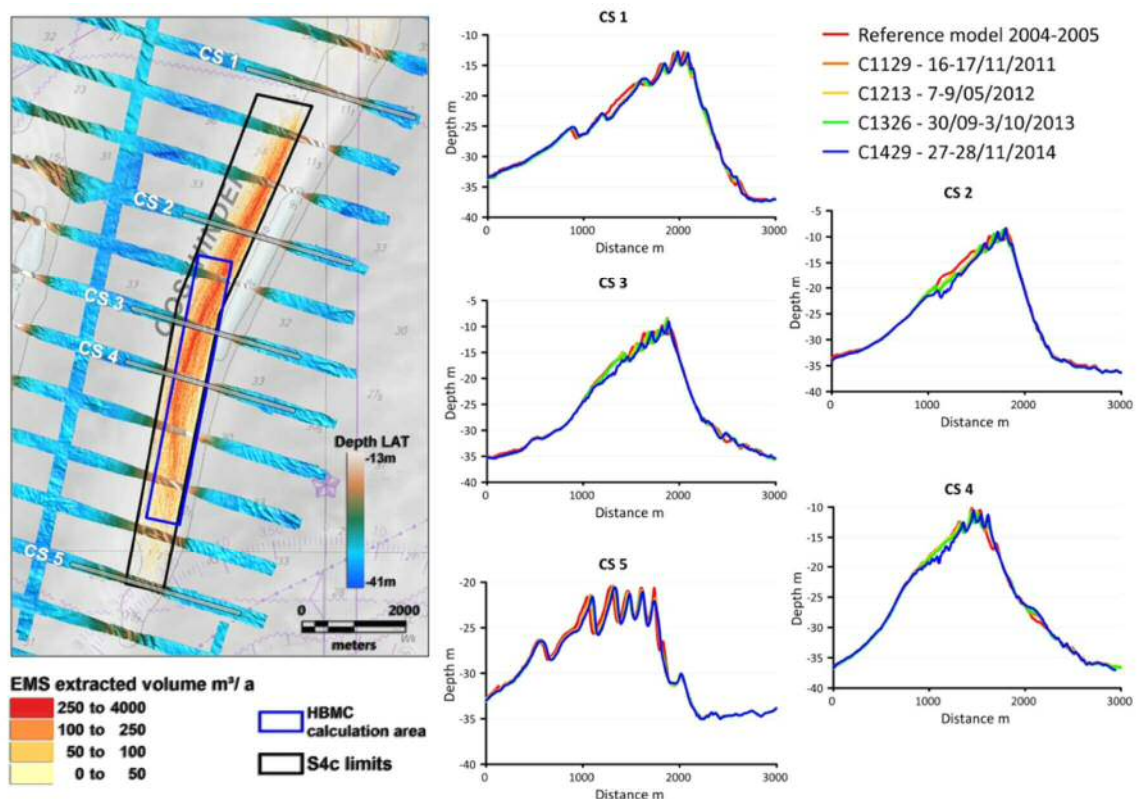 CS 1
CS 2
CS 3
CS 4
CS 5
Depth LAT
-13m
-41m
0
2000
meters
EMS extracted volume m³/ a
250 to 4000
100 to 250
50 to 100
0 to 50
HBMC
calculation area
S4c limits
CS 1
-10
-15
-20
-25
-30
-35
-40
Depth m
0
1000
2000
3000
Distance m
Reference model 2004-2005
C1129 - 16-17/11/2011
C1213 - 7-9/05/2012
C1326 - 30/09-3/10/2013
C1429 - 27-28/11/2014
CS 2
-5
-10
-15
-20
-25
-30
-35
-40
Depth m
0
1000
2000
3000
Distance m
CS 3
-5
-10
-15
-20
-25
-30
-35
-40
Depth m
0
1000
2000
3000
Distance m
CS 4
-10
-15
-20
-25
-30
-35
-40
Depth m
0
1000
2000
3000
Distance m
CS 5
-20
-25
-30
-35
-40
Depth m
0
1000
2000
3000
Distance m